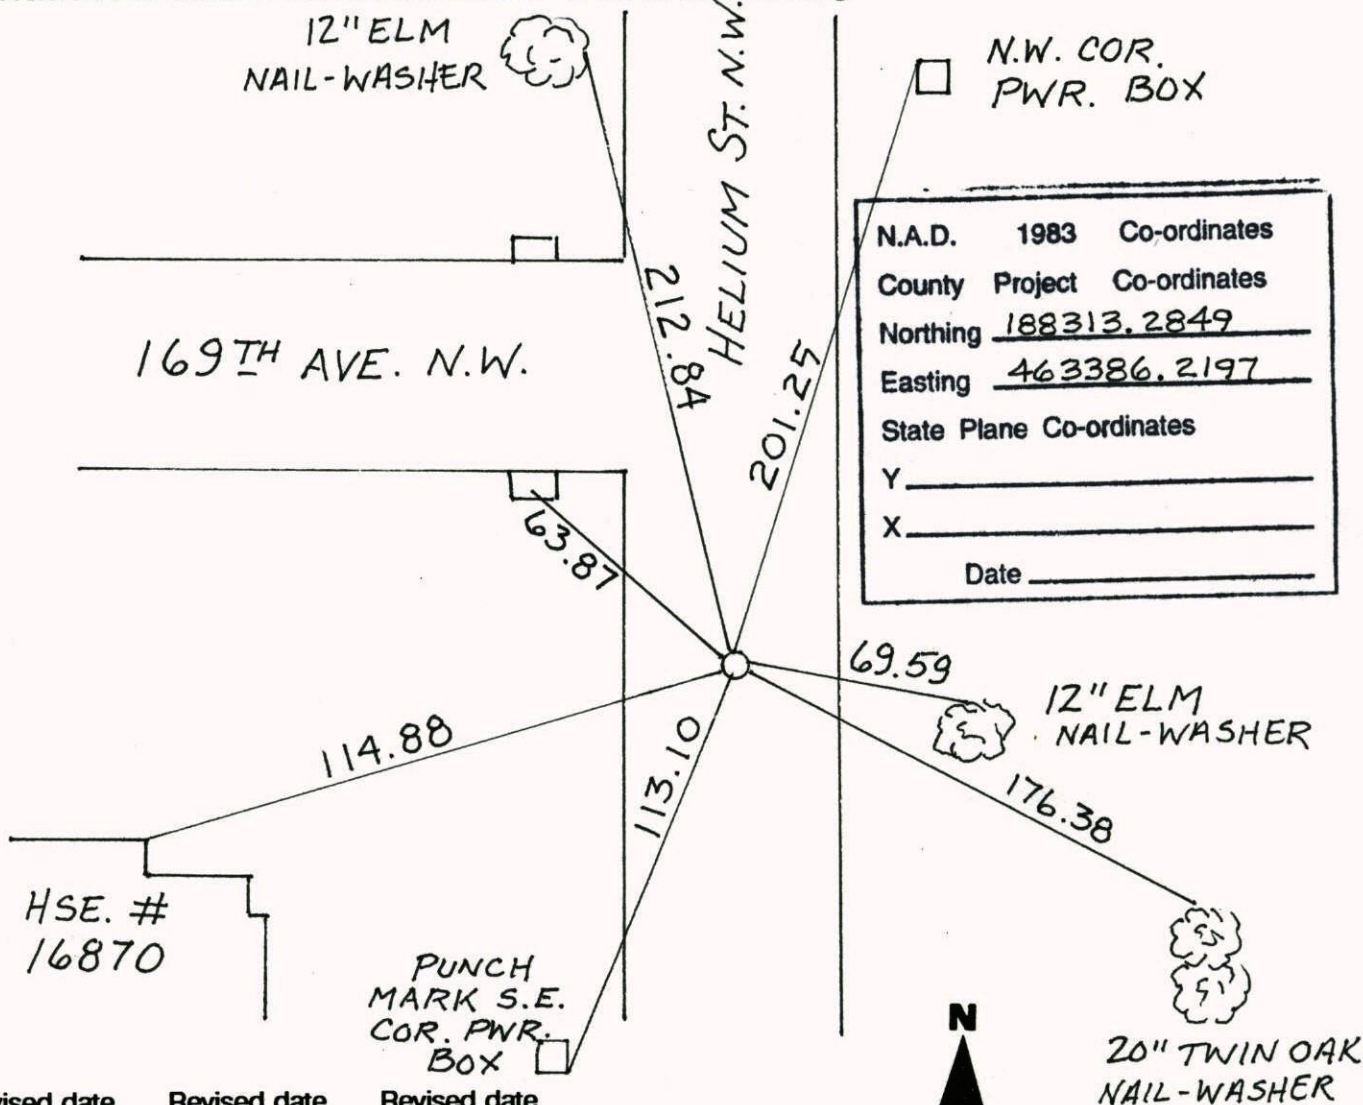 12" ELM
NAIL-WASHER
HELIUM ST. N.W.
N.W. COR.
PWR. BOX
N.A.D. 1983 Co-ordinates
County Project Co-ordinates
Northing 188313.2849
Easting 463386.2197
State Plane Co-ordinates
Y
X
Date
169TH AVE. N.W.
212.84
201.25
63.87
69.59
12" ELM
NAIL-WASHER
114.88
113.10
176.38
HSE. #
16870
PUNCH
MARK S.E.
COR. PWR.
BOX
N
20" TWIN OAK
NAIL-WASHER
vised date Revised date Revised date